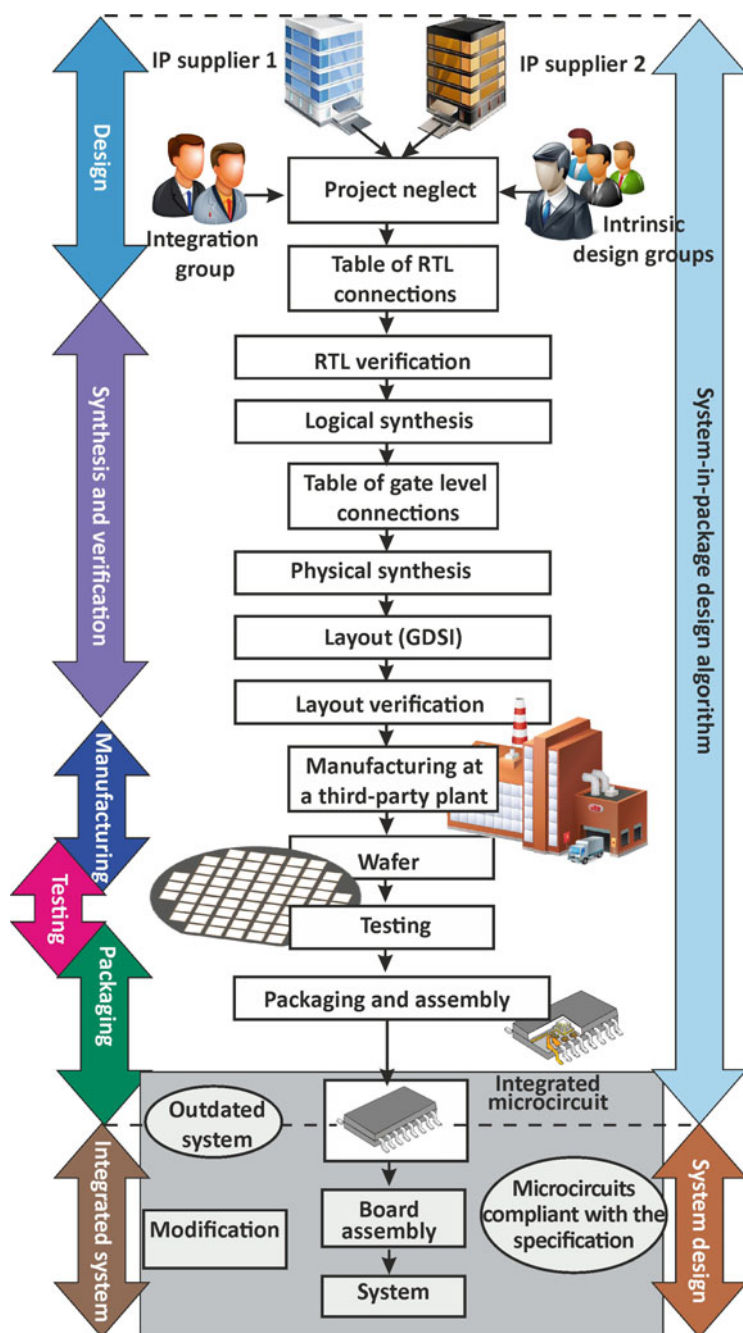 IP supplier 1
IP supplier 2
Design
Project neglect
Integration
group
Intrinsic
design groups
Table of RTL
connections
RTL verification
Synthesis and verification
Logical synthesis
Table of gate level
connections
System-in-package design algorithm
Physical synthesis
Layout (GDSI)
Layout verification
Manufacturing
Manufacturing at
a third-party plant
Wafer
Testing
Testing
Packaging
Packaging and assembly
Integrated
microcircuit
Outdated
system
Integrated system
System design
Modification
Board
assembly
Microcircuits
compliant with the
specification
System